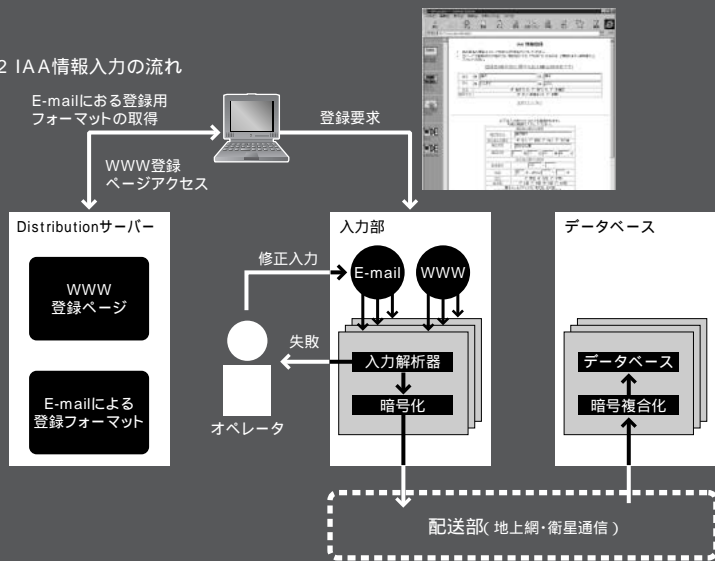 2 IAA情報入力の流れ
E-mailにおる登録用
フォーマットの取得
登録要求
WWW登録
ページアクセス
Distributionサーバー
WWW
登録ページ
E-mailによる
登録フォーマット
修正入力
失敗
オペレータ
入力部
E-mail
WWW
入力解析器
暗号化
データベース
データベース
暗号複合化
配送部(地上網・衛星通信)